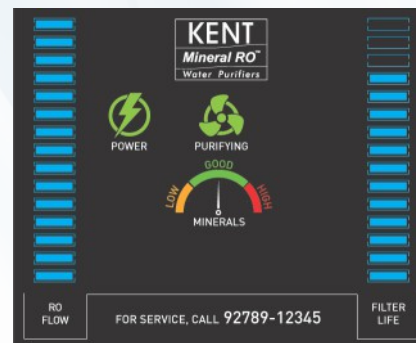 KENT
Mineral RO™
Water Purifiers
POWER
PURIFYING
LOW
GOOD
HIGH
MINERALS
RO
FLOW
FOR SERVICE, CALL 92789-12345
FILTER
LIFE